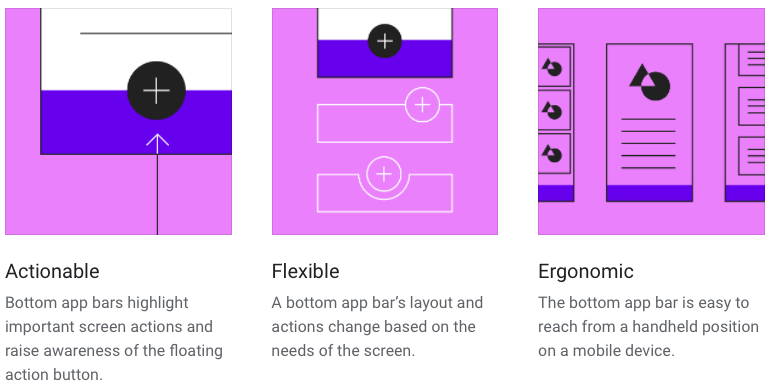 Actionable
Bottom app bars highlight
important screen actions and
raise awareness of the floating
action button.
Flexible
A bottom app bar’s layout and
actions change based on the
needs of the screen.
Ergonomic
The bottom app bar is easy to
reach from a handheld position
on a mobile device.